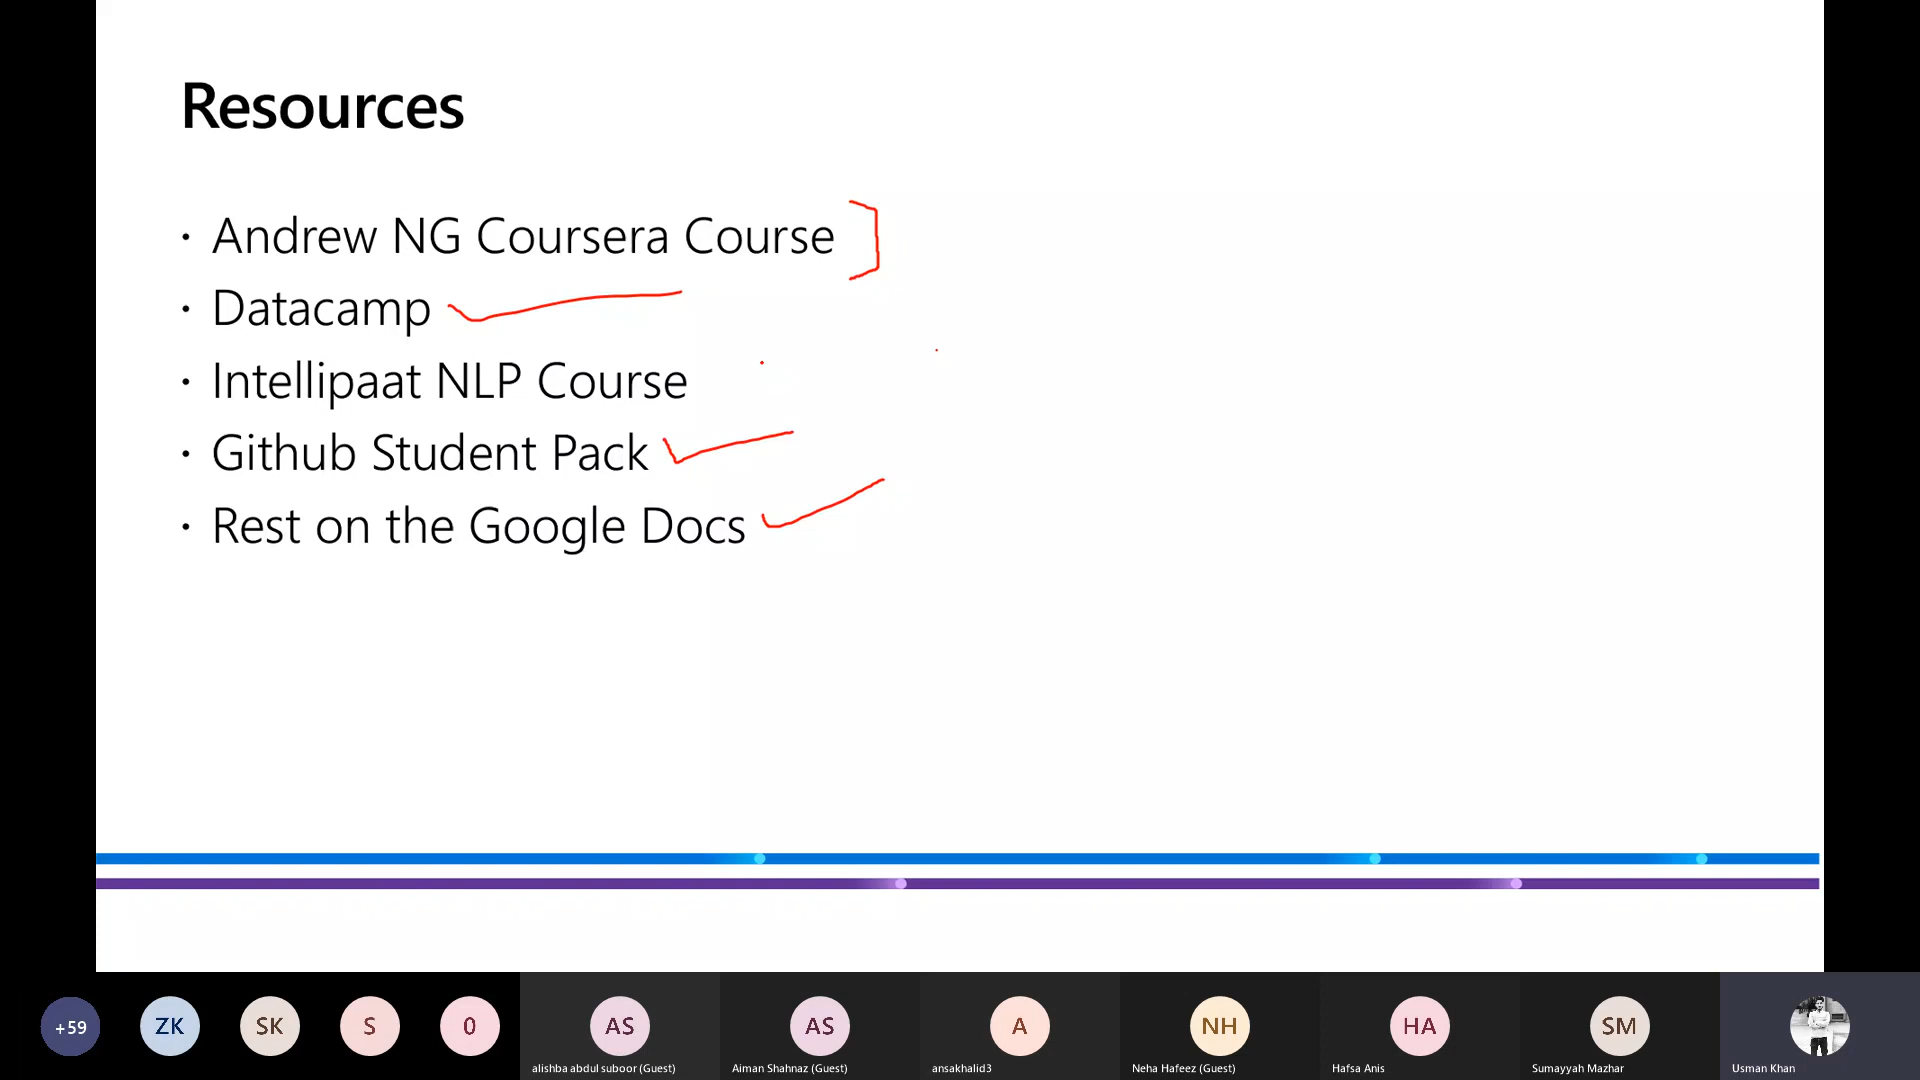 Resources
· Andrew NG Coursera Course
· Datacamp
· Intellipaat NLP Course
· Github Student Pack
· Rest on the Google Docs
+59 ZK SK S 0 AS AS A NH HA SM
alishba abdul suboor (Guest) Aiman Shahnaz (Guest) ansakhalid3 Neha Hafeez (Guest) Hafsa Anis Sumayyah Mazhar Usman Khan